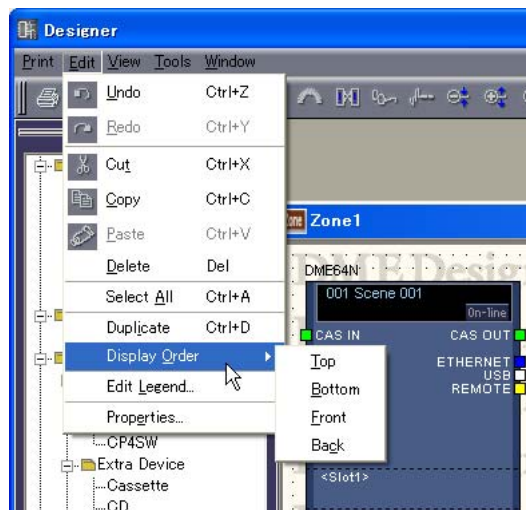 Designer
Print Edit View Tools Window
Undo Ctrl+Z
Redo Ctrl+Y
Cut Ctrl+X
Copy Ctrl+C
Paste Ctrl+V
Delete Del
Select All Ctrl+A
Duplicate Ctrl+D
Display Order
Edit Legend...
Properties...
Top
Bottom
Front
Back
CP4SW
Extra Device
Cassette
CD
Zone1
DME Design
DME64N
001 Scene 001
On-line
CAS IN CAS OUT
ETHERNET
USB
REMOTE
<Slot1>